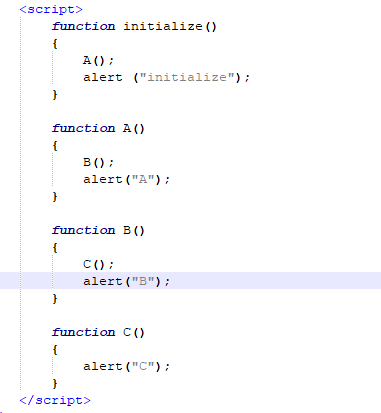 <script>
function initialize()
{
A();
alert ("initialize");
}
function A()
{
B();
alert("A");
}
function B()
{
C();
alert("B");
}
function C()
{
alert("C");
}
</script>